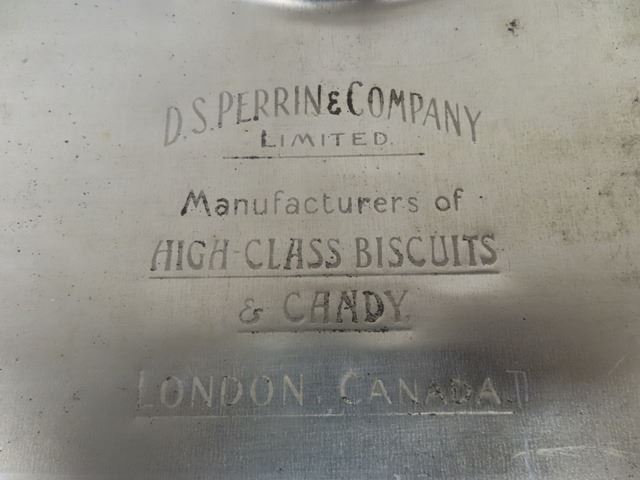 D.S. PERRIN & COMPANY
LIMITED
Manufacturers of
HIGH-CLASS BISCUITS
& CANDY,
LONDON, CANADA.